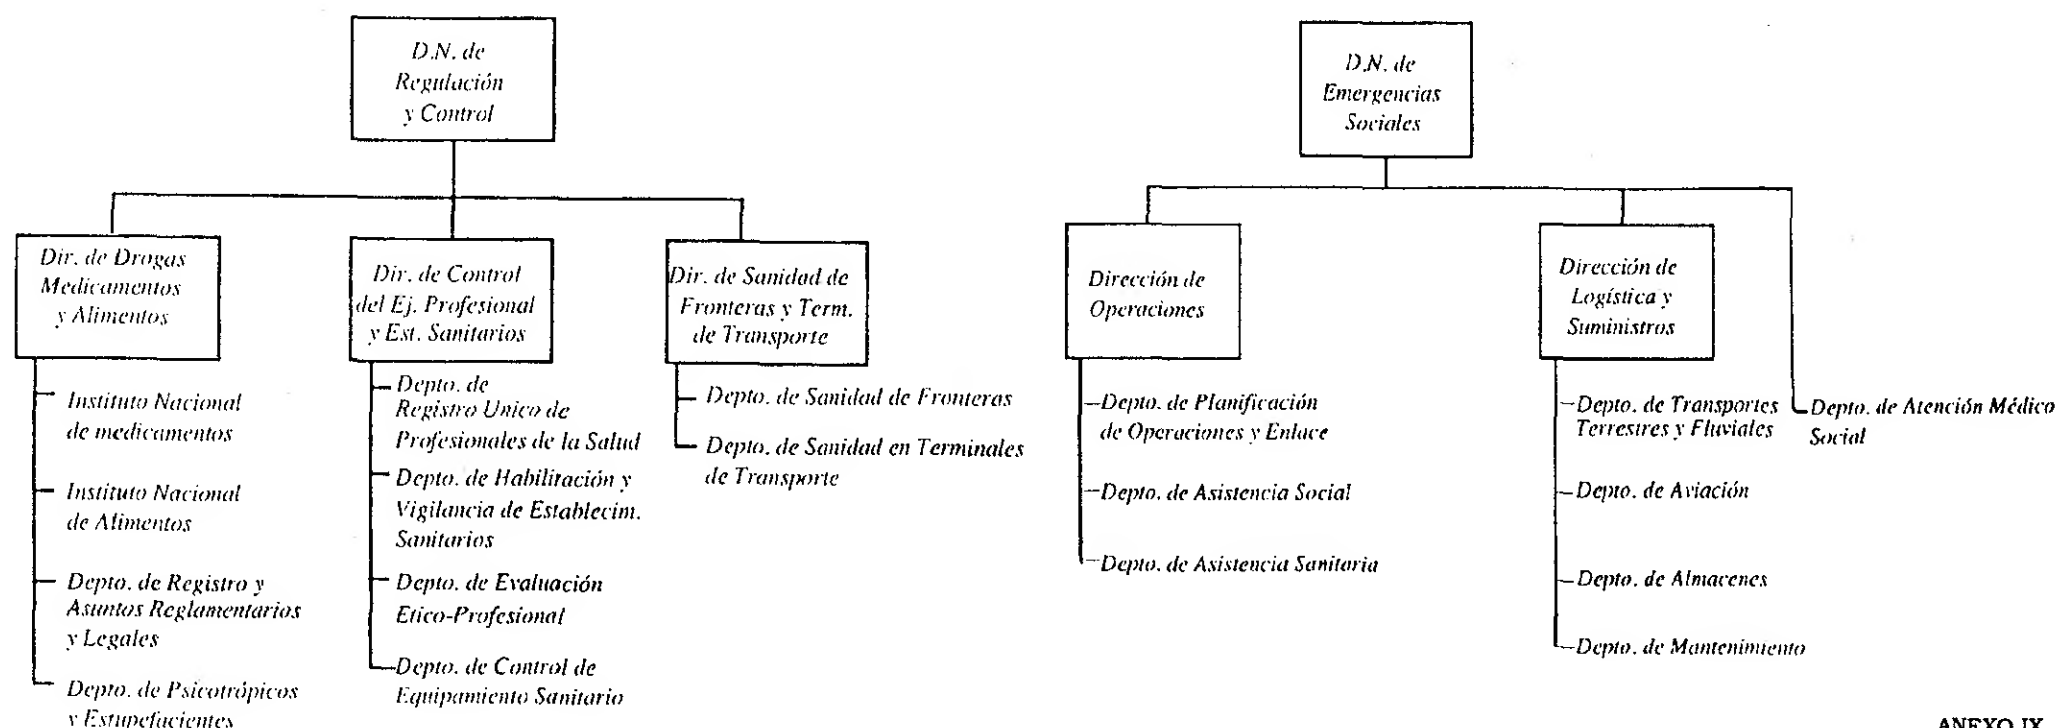 D.N. de
Regulación
y Control
Dir. de Drogas
Medicamentos
y Alimentos
Instituto Nacional
de medicamentos
Instituto Nacional
de Alimentos
Depto. de Registro y
Asuntos Reglamentarios
y Legales
Depto. de Psicotrópicos
y Estupefacientes
Dir. de Control
del Ej. Profesional
y Est. Sanitarios
Depto. de
Registro Unico de
Profesionales de la Salud
Depto. de Habilitación y
Vigilancia de Establecim.
Sanitarios
Depto. de Evaluación
Etico-Profesional
Depto. de Control de
Equipamiento Sanitario
Dir. de Sanidad de
Fronteras y Term.
de Transporte
Depto. de Sanidad de Fronteras
Depto. de Sanidad en Terminales
de Transporte
D.N. de
Emergencias
Sociales
Dirección de
Operaciones
Depto. de Planificación
de Operaciones y Enlace
Depto. de Asistencia Social
Depto. de Asistencia Sanitaria
Dirección de
Logística y
Suministros
Depto. de Transportes
Terrestres y Fluviales
Depto. de Aviación
Depto. de Almacenes
Depto. de Mantenimiento
Depto. de Atención Médico
Social
ANEXO IX